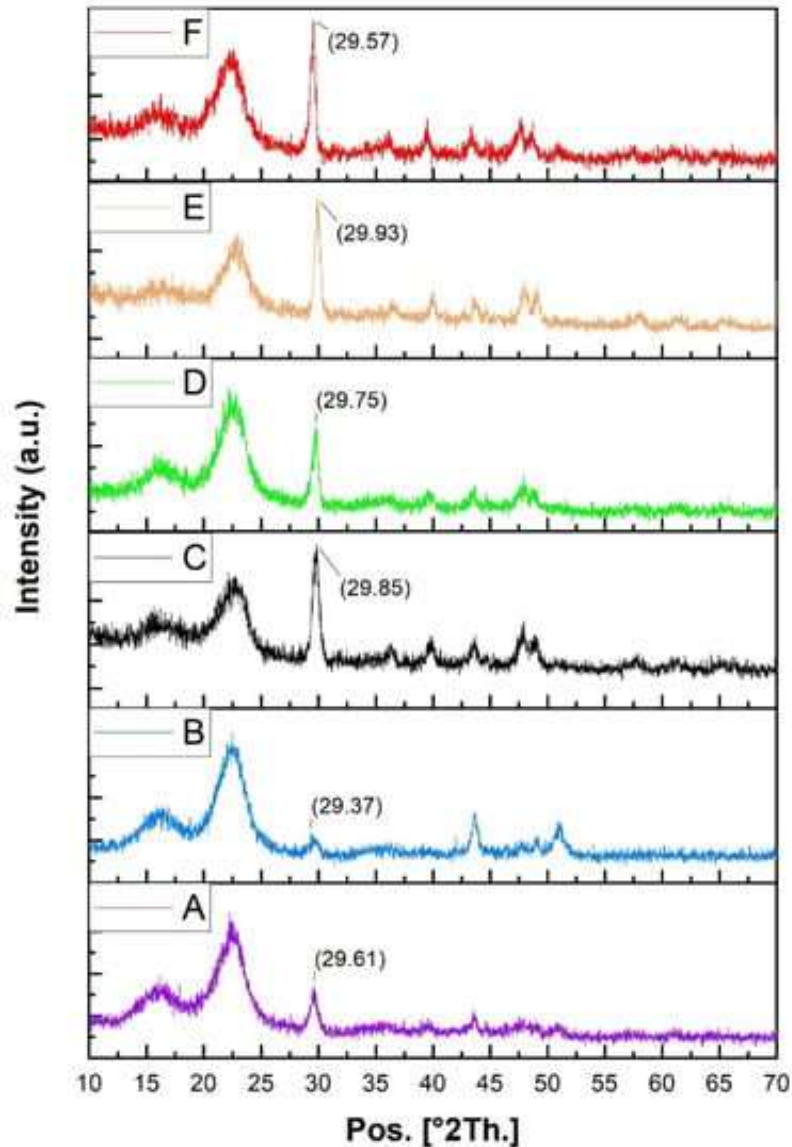 F
(29.57)
E
(29.93)
D
(29.75)
C
(29.85)
B
(29.37)
A
(29.61)
Intensity (a.u.)
10 15 20 25 30 35 40 45 50 55 60 65 70
Pos. [°2Th.]